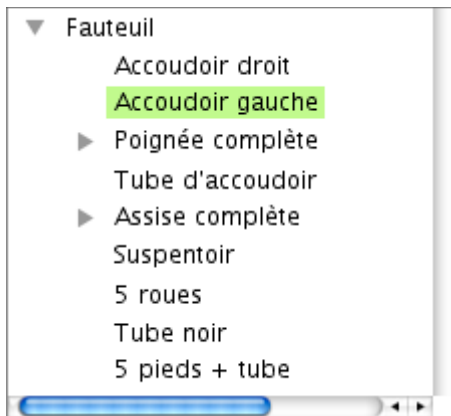 Fauteuil
Accoudoir droit
Accoudoir gauche
Poignée complète
Tube d'accoudoir
Assise complète
Suspentoir
5 roues
Tube noir
5 pieds + tube